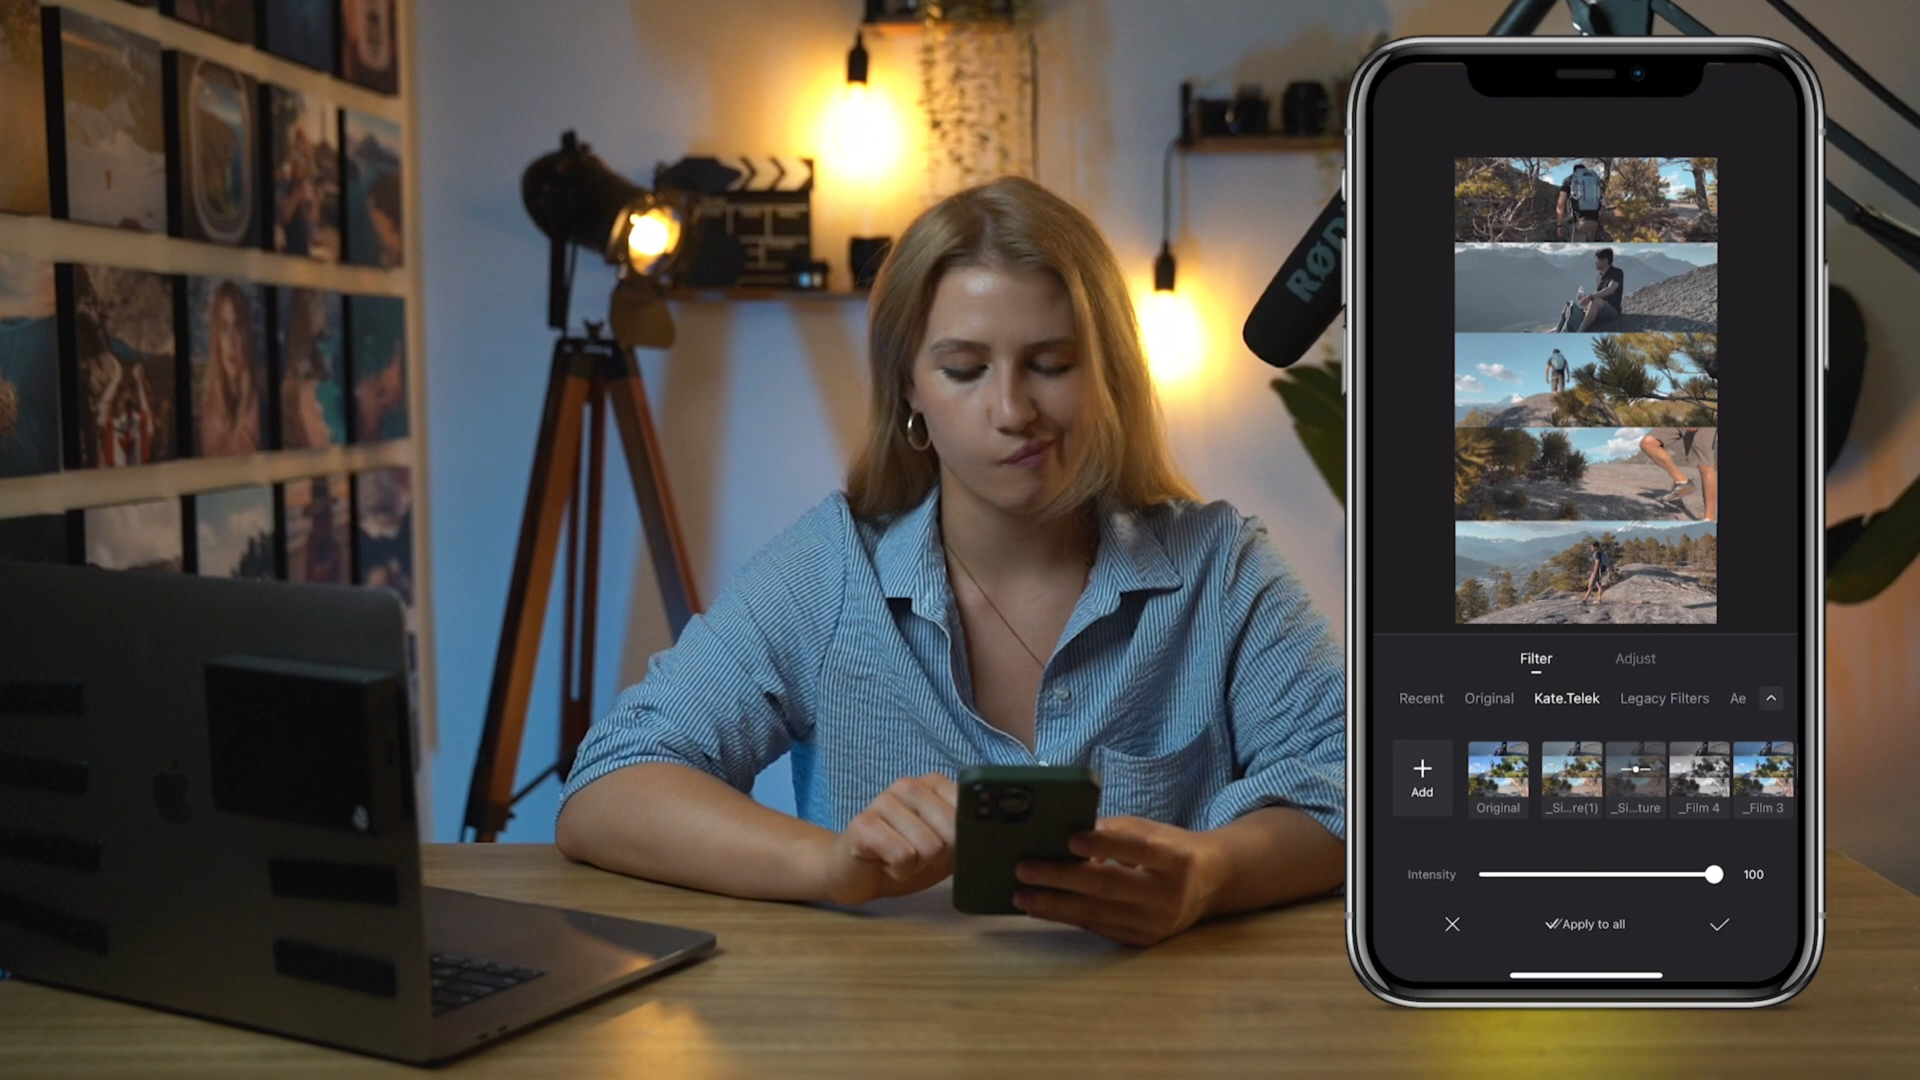 RØD
Filter
Adjust
Recent
Original
Kate.Telek
Legacy Filters
Ae
Add
Original
_Si...re(1)
_Si...ture
_Film 4
_Film 3
Intensity
100
Apply to all